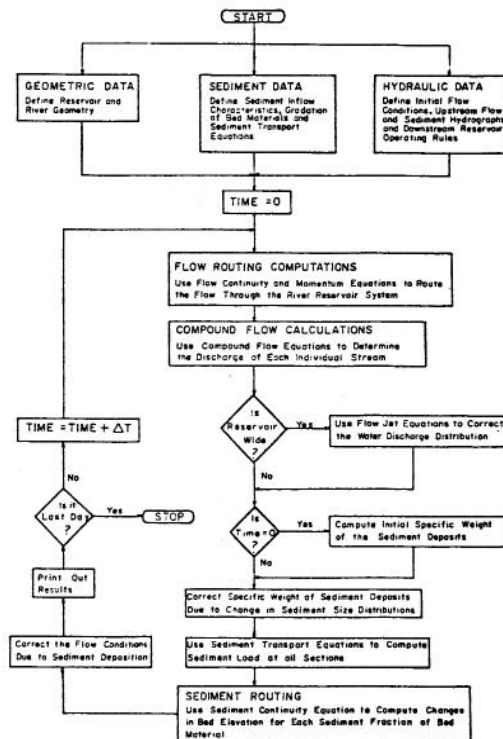 START
GEOMETRIC DATA
Define Reservoir and
River Geometry
SEDIMENT DATA
Define Sediment Inflow
Characteristics, Gradation
of Bed Materials and
Sediment Transport
Equations
HYDRAULIC DATA
Define Initial Flow
Conditions, Upstream Flow
and Sediment Hydrographs
and Downstream Reservoir
Operating Rules
TIME = 0
FLOW ROUTING COMPUTATIONS
Use Flow Continuity and Momentum Equations to Route
the Flow Through the River Reservoir System
COMPOUND FLOW CALCULATIONS
Use Compound Flow Equations to Determine
the Discharge of Each Individual Stream
Is
Reservoir
Wide
?
Yes
Use Flow Jet Equations to Correct
the Water Discharge Distribution
No
Is
Time=0
?
Yes
Compute Initial Specific Weight
of the Sediment Deposits
No
Correct Specific Weight of Sediment Deposits
Due to Change in Sediment Size Distributions
Use Sediment Transport Equations to Compute
Sediment Load at all Sections
SEDIMENT ROUTING
Use Sediment Continuity Equation to Compute Changes
in Bed Elevation for Each Sediment Fraction of Bed
Material
Correct the Flow Conditions
Due to Sediment Deposition
Print Out
Results
Is it
Last Day
?
Yes
STOP
No
TIME = TIME + ΔT